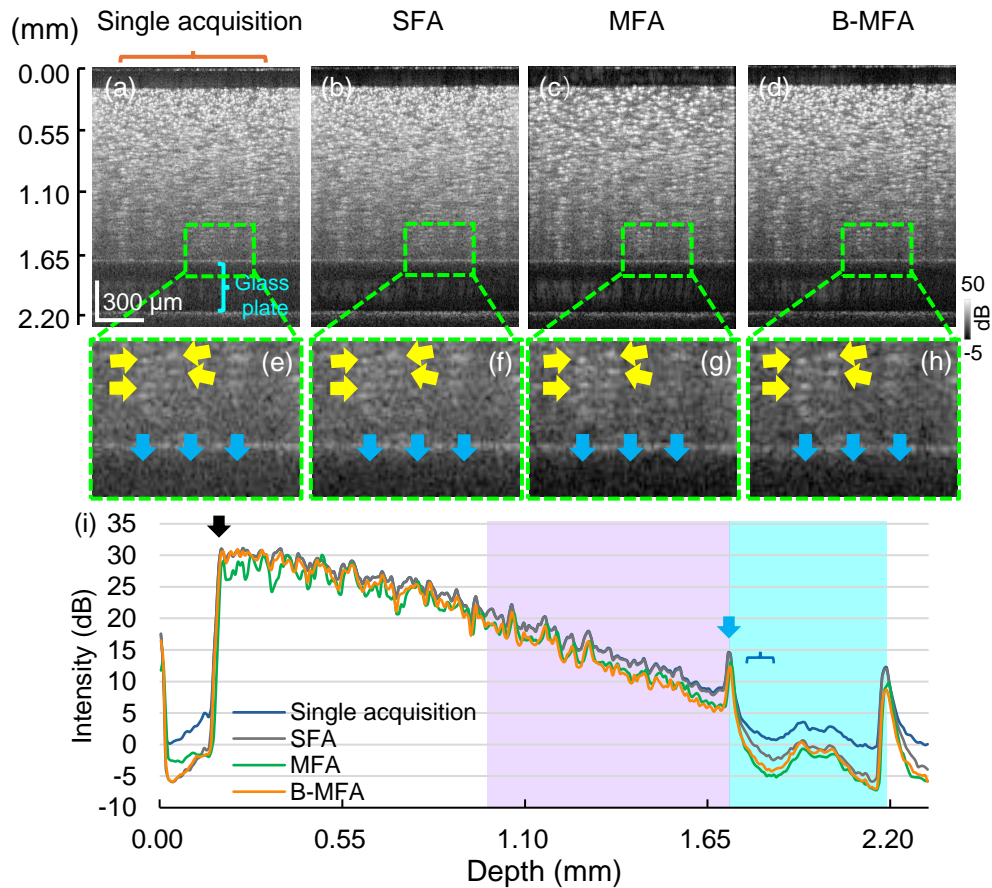 Single acquisition SFA MFA B-MFA
(mm)
0.00
0.55
1.10
1.65
2.20
(a) (b) (c) (d)
Glass
plate
300 µm
50
-5
dB
(e) (f) (g) (h)
(i)
35
30
25
20
15
10
5
0
-5
-10
Intensity (dB)
Single acquisition
SFA
MFA
B-MFA
0.00 0.55 1.10 1.65 2.20
Depth (mm)